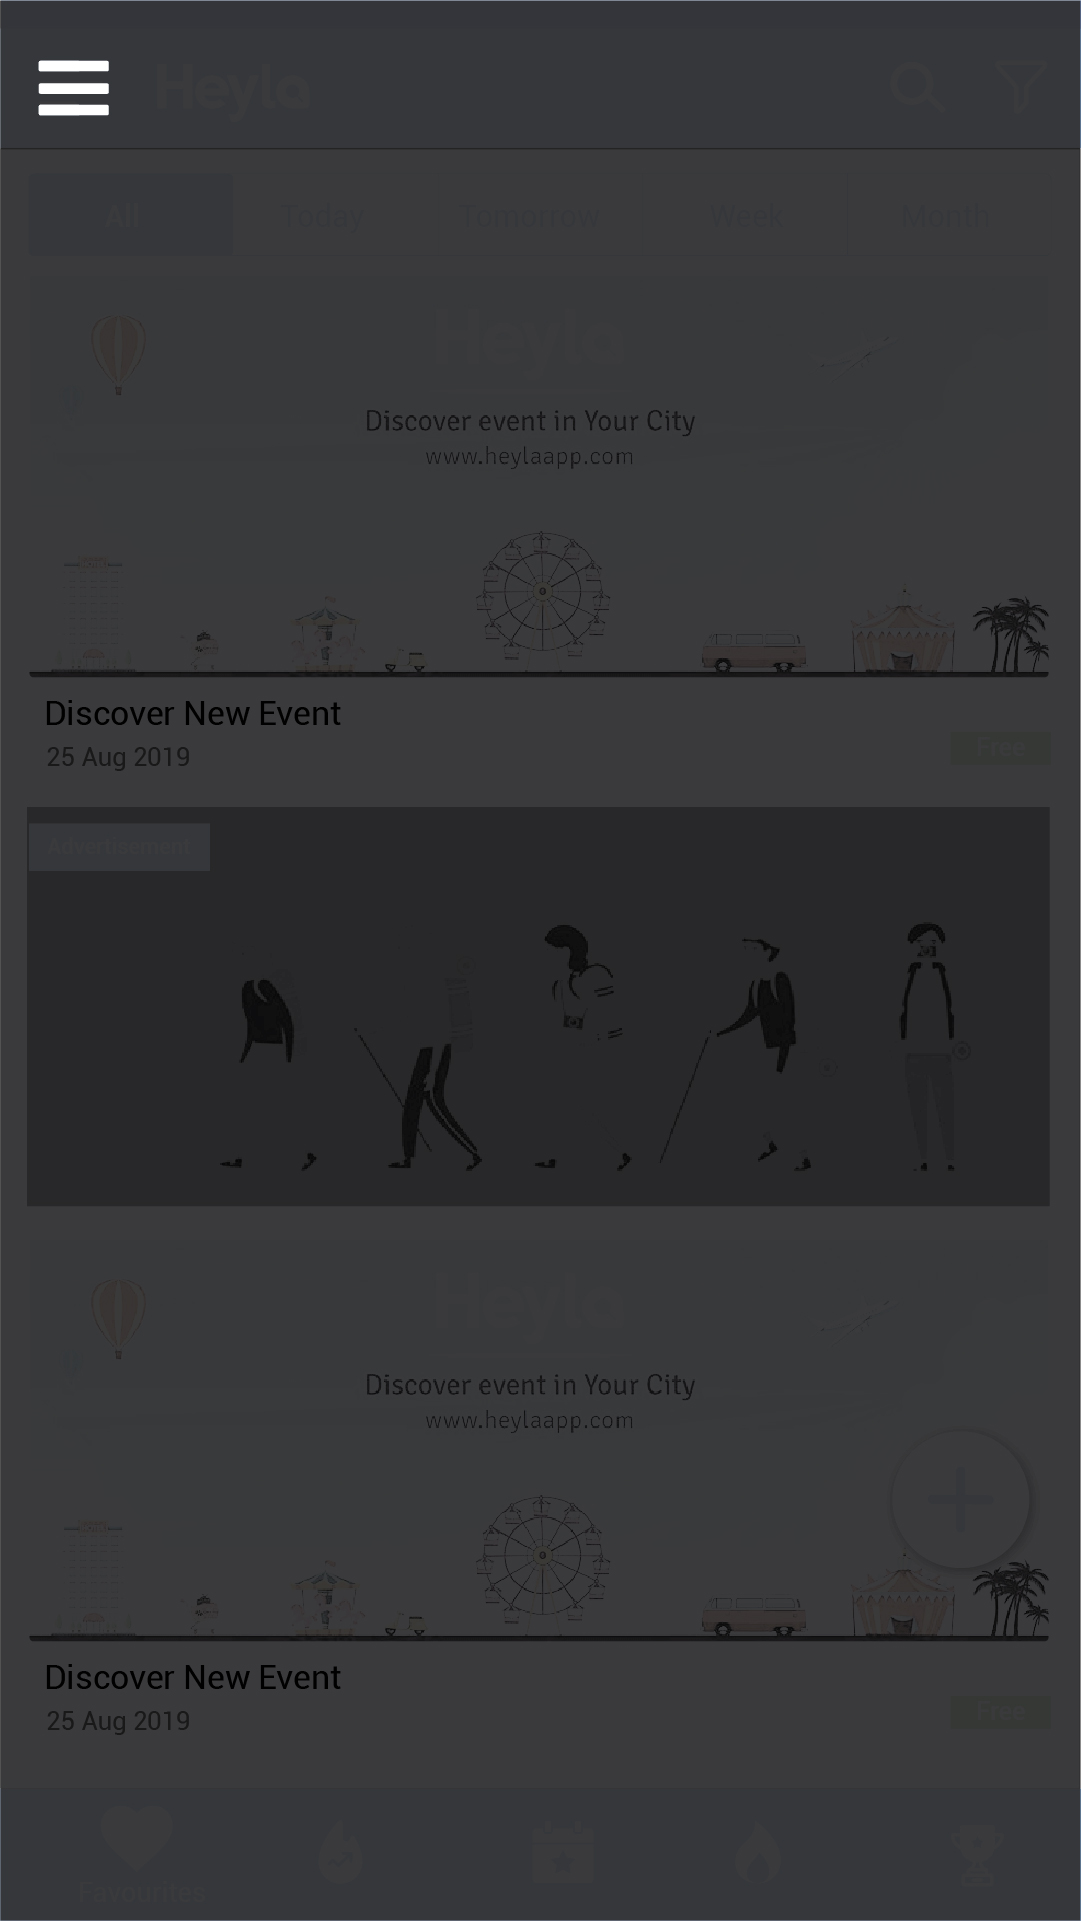 Heyla
All Today Tomorrow Week Month
Heyla
Discover event in Your City
www.heylaapp.com
Discover New Event
25 Aug 2019
Free
Advertisement
Heyla
Discover event in Your City
www.heylaapp.com
Discover New Event
25 Aug 2019
Free
Favourites